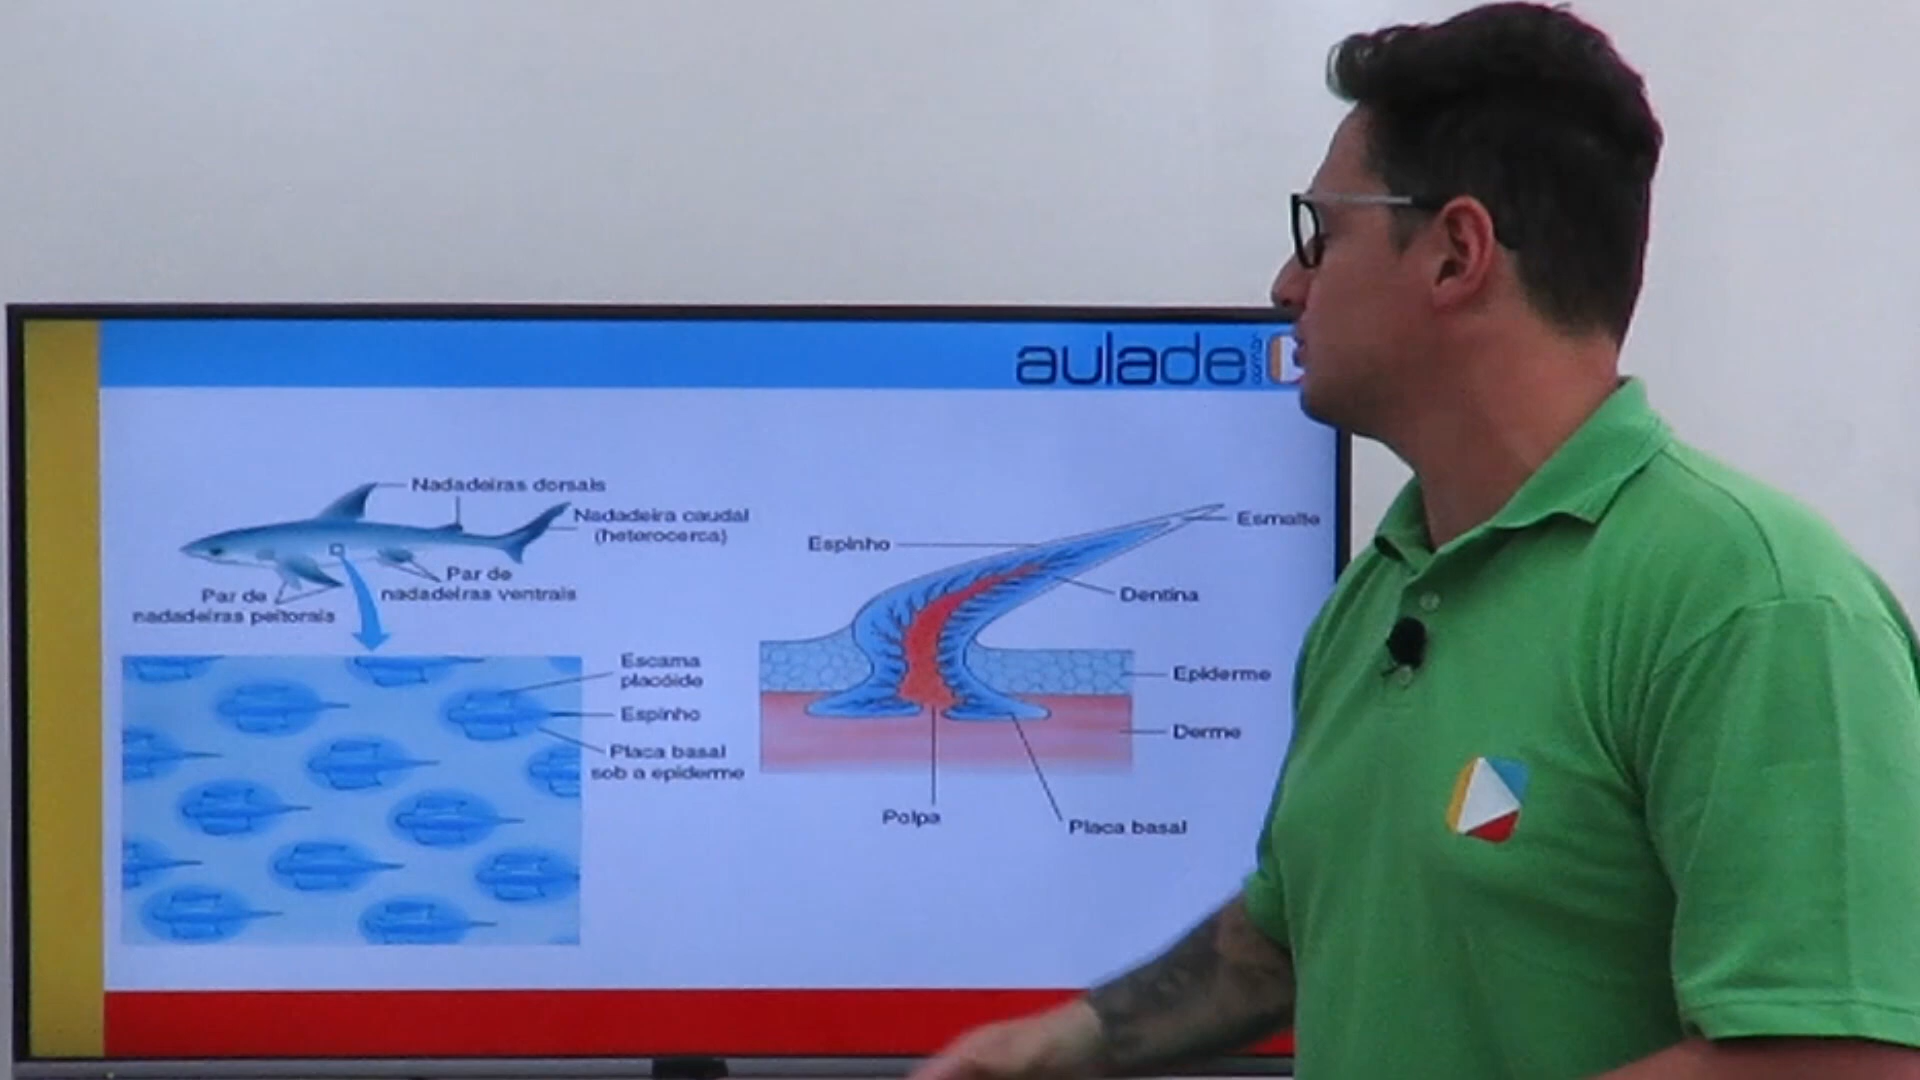 aulade
Nadadeiras dorsais
Nadadeira caudal
(heterocerca)
Par de
nadadeiras peitorais
Par de
nadadeiras ventrais
Escama
placóide
Espinho
Placa basal
sob a epiderme
Espinho
Esmalte
Dentina
Epiderme
Derme
Polpa
Placa basal